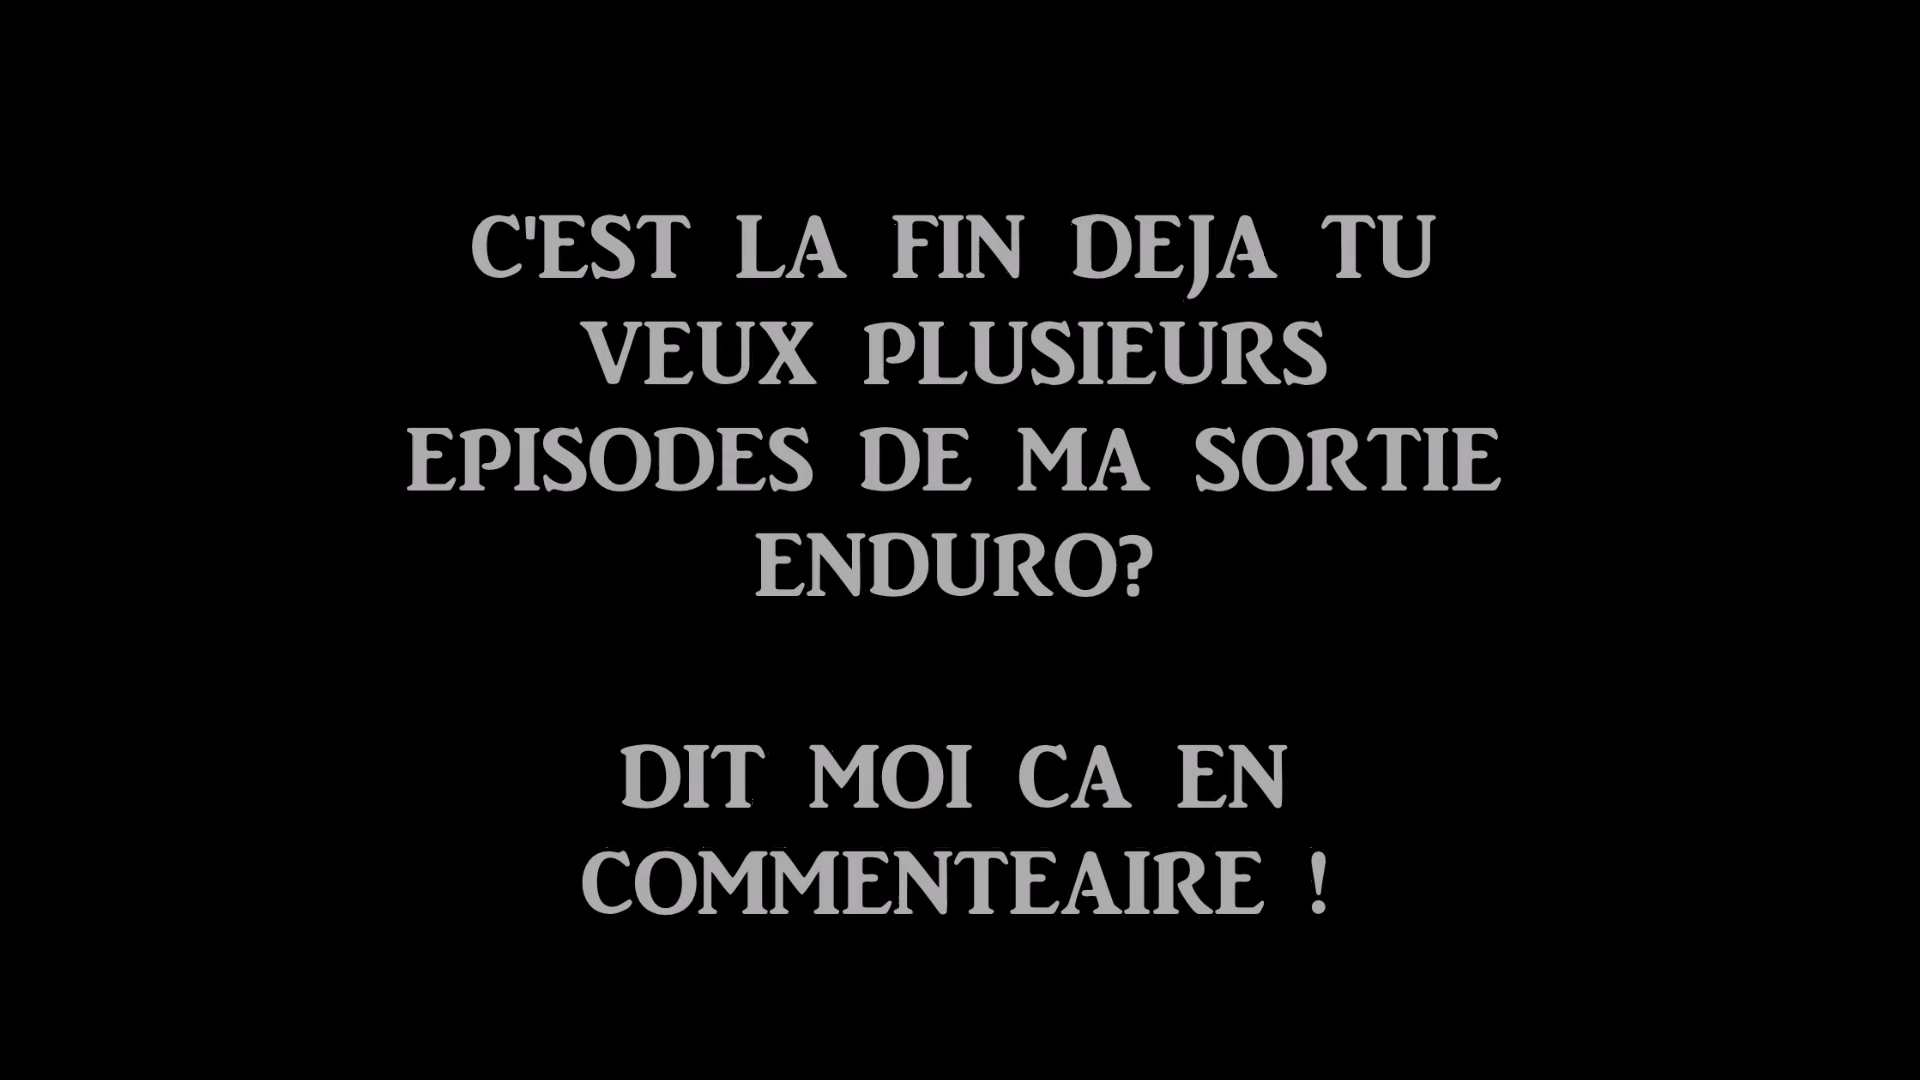 C'EST LA FIN DEJA TU
VEUX PLUSIEURS
EPISODES DE MA SORTIE
ENDURO?
DIT MOI CA EN
COMMENTEAIRE !